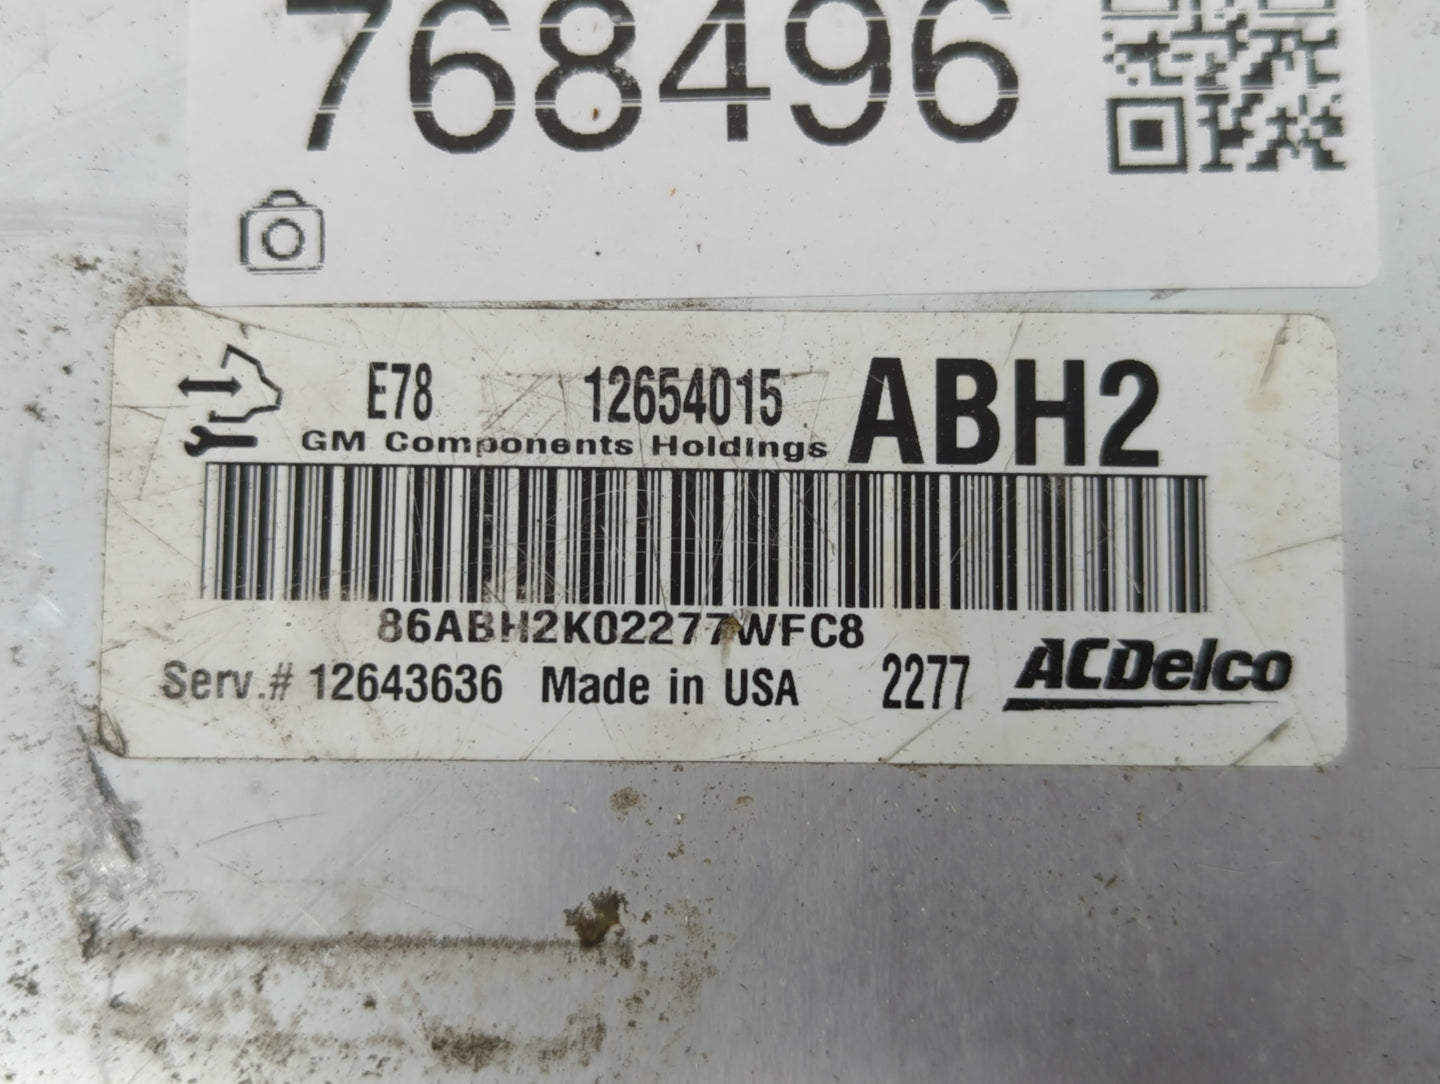 768496
E78 12654015 ABH2
GM Components Holdings
86ABH2K02277WFC8
Serv.# 12643636 Made in USA 2277 ACDelco